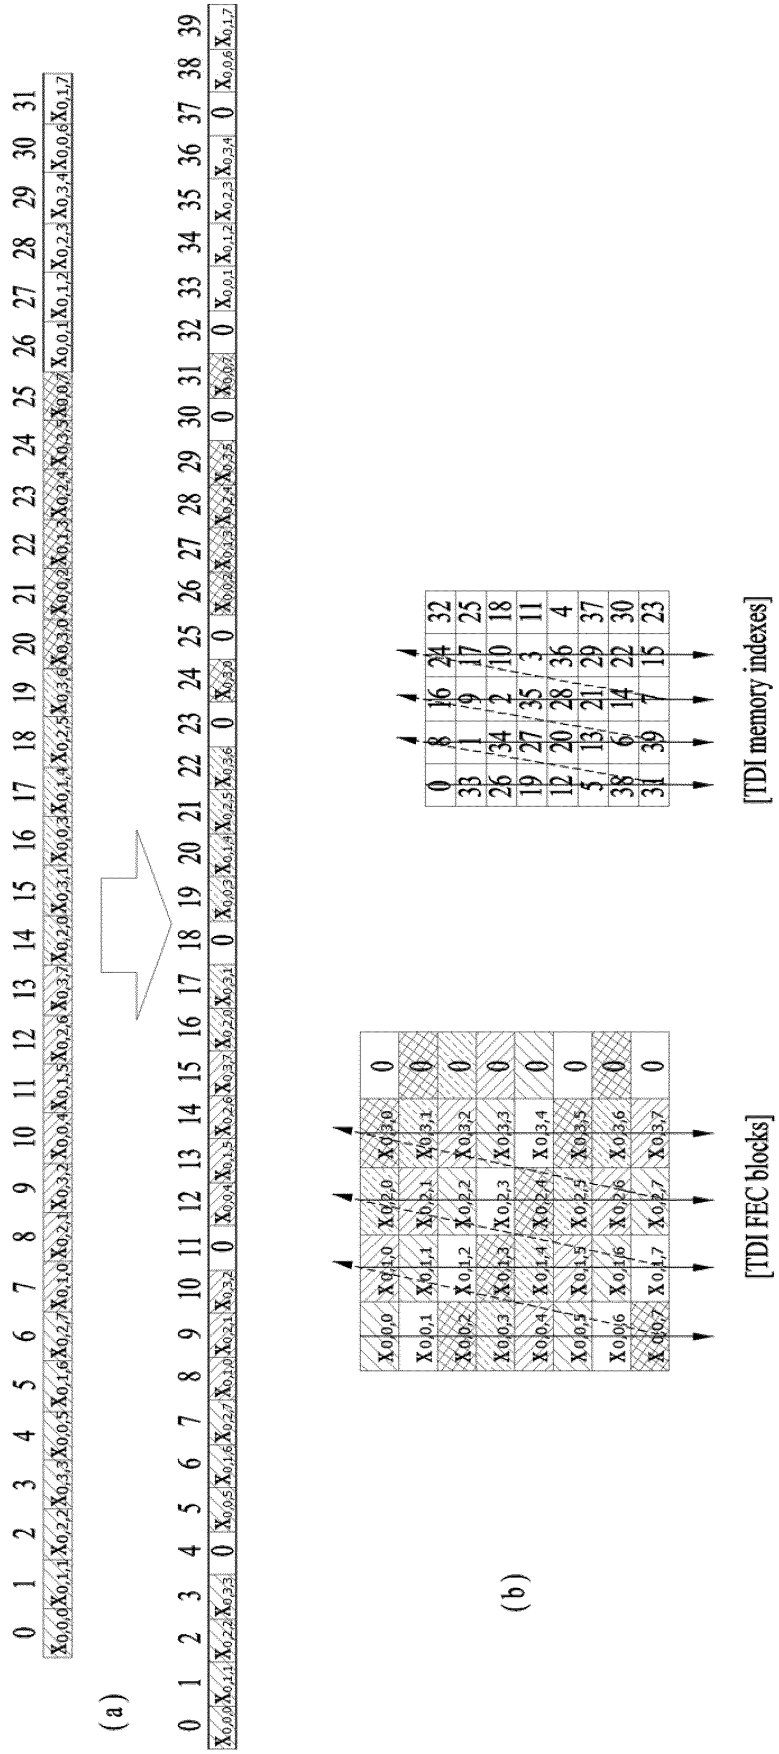 0 1 2 3 4 5 6 7 8 9 10 11 12 13 14 15 16 17 18 19 20 21 22 23 24 25 26 27 28 29 30 31
X0,0,0 X0,1,1 X0,2,2 X0,3,3 X0,0,5 X0,1,6 X0,2,7 X0,1,0 X0,2,1 X0,3,2 X0,0,4 X0,1,5 X0,2,6 X0,3,7 X0,2,0 X0,3,1 X0,0,3 X0,1,4 X0,2,5 X0,3,6 X0,3,0 X0,0,2 X0,1,3 X0,2,4 X0,3,5 X0,0,7 X0,0,1 X0,1,2 X0,2,3 X0,3,4 X0,0,6 X0,1,7
(a)
0 1 2 3 4 5 6 7 8 9 10 11 12 13 14 15 16 17 18 19 20 21 22 23 24 25 26 27 28 29 30 31 32 33 34 35 36 37 38 39
X0,0,0 X0,1,1 X0,2,2 X0,3,3 0 X0,0,5 X0,1,6 X0,2,7 X0,1,0 X0,2,1 X0,3,2 0 X0,0,4 X0,1,5 X0,2,6 X0,3,7 X0,2,0 X0,3,1 0 X0,0,3 X0,1,4 X0,2,5 X0,3,6 0 X0,3,0 0 X0,0,2 X0,1,3 X0,2,4 X0,3,5 0 X0,0,7 0 X0,0,1 X0,1,2 X0,2,3 X0,3,4 0 X0,0,6 X0,1,7
(b)
X0,0,0 X0,1,0 X0,2,0 X0,3,0 0
X0,0,1 X0,1,1 X0,2,1 X0,3,1 0
X0,0,2 X0,1,2 X0,2,2 X0,3,2 0
X0,0,3 X0,1,3 X0,2,3 X0,3,3 0
X0,0,4 X0,1,4 X0,2,4 X0,3,4 0
X0,0,5 X0,1,5 X0,2,5 X0,3,5 0
X0,0,6 X0,1,6 X0,2,6 X0,3,6 0
X0,0,7 X0,1,7 X0,2,7 X0,3,7 0
[TDI FEC blocks]
0 8 16 24 32
33 1 9 17 25
26 34 2 10 18
19 27 35 3 11
12 20 28 36 4
5 13 21 29 37
38 6 14 22 30
31 39 7 15 23
[TDI memory indexes]